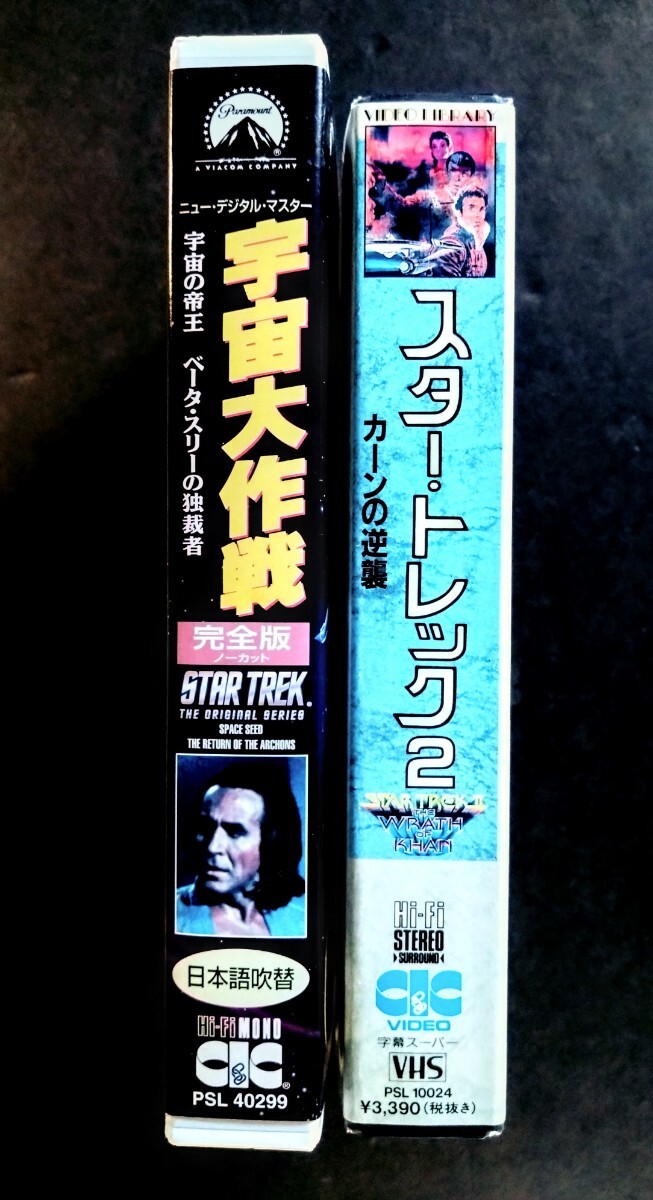 Paramount
A VIACOM COMPANY
ニュー・デジタル・マスター
宇宙大作戦
宇宙の帝王 ベータ・スリーの独裁者
完全版
ノーカット
STAR TREK.
THE ORIGINAL SERIES
SPACE SEED
THE RETURN OF THE ARCHONS
日本語吹替
Hi-Fi MONO
CIC
PSL 40299
VIDEO LIBRARY
スター・トレック2
カーンの逆襲
STAR TREK II
THE
WRATH
OF
KHAN
Hi-Fi
STEREO
SURROUND
CIC
VIDEO
字幕スーパー
VHS
PSL 10024
¥3,390(税抜き)